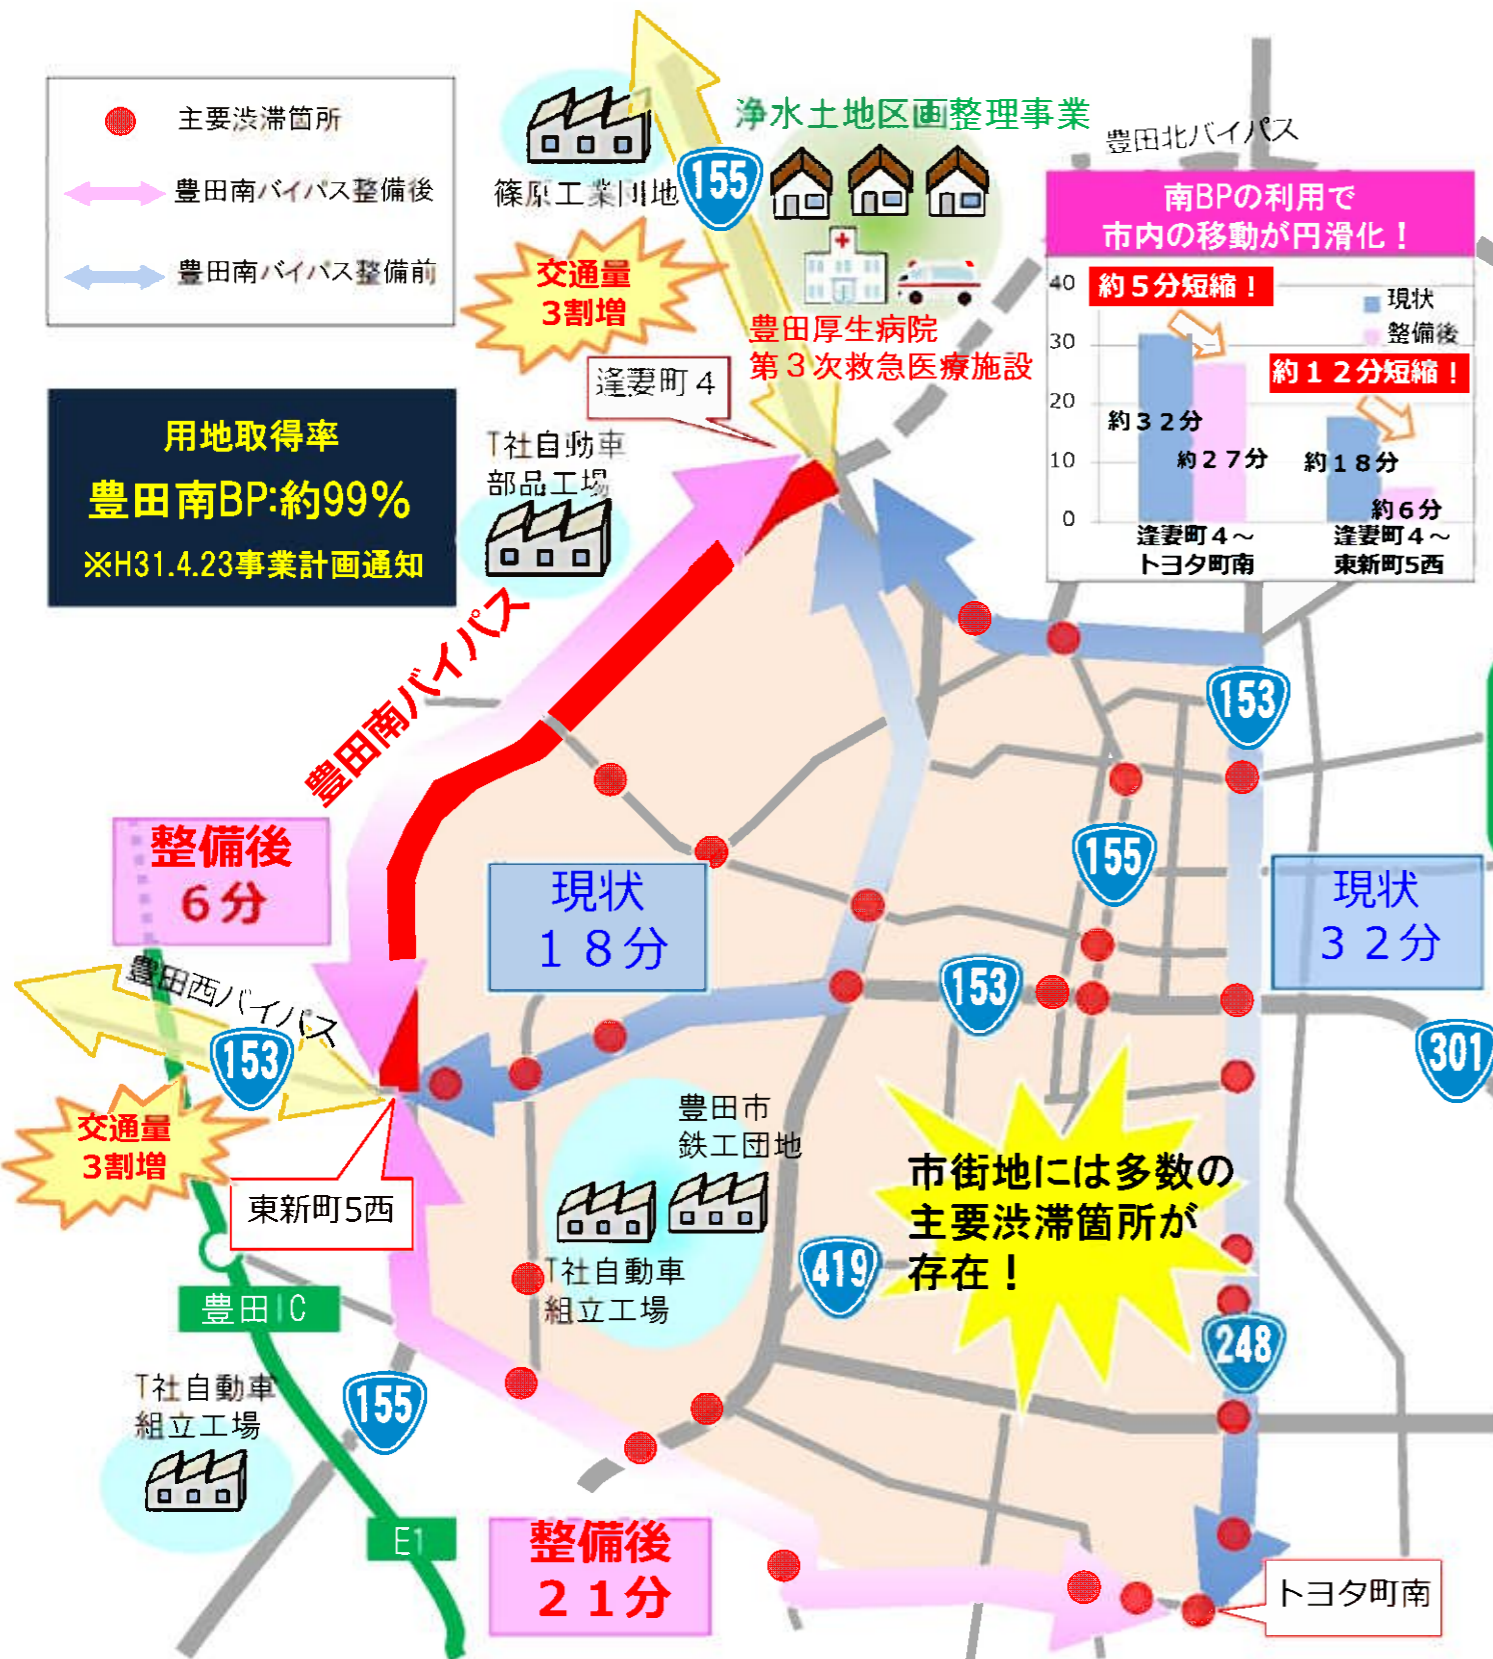 主要渋滞箇所
豊田南バイパス整備後
豊田南バイパス整備前
用地取得率
豊田南BP:約99%
※H31.4.23事業計画通知
篠原工業団地
155
浄水土地区画整理事業
豊田北バイパス
交通量
3割増
豊田厚生病院
第３次救急医療施設
逢妻町４
南BPの利用で
市内の移動が円滑化！
約５分短縮！
現状
整備後
約１２分短縮！
40
30
20
10
0
約３２分
約２７分
約１８分
約６分
逢妻町４～
トヨタ町南
逢妻町４～
東新町5西
T社自動車
部品工場
豊田南バイパス
153
155
整備後
６分
現状
１８分
現状
３２分
豊田西バイパス
153
153
301
交通量
3割増
東新町5西
豊田市
鉄工団地
T社自動車
組立工場
419
市街地には多数の
主要渋滞箇所が
存在！
248
豊田IC
T社自動車
組立工場
155
E1
整備後
２１分
トヨタ町南